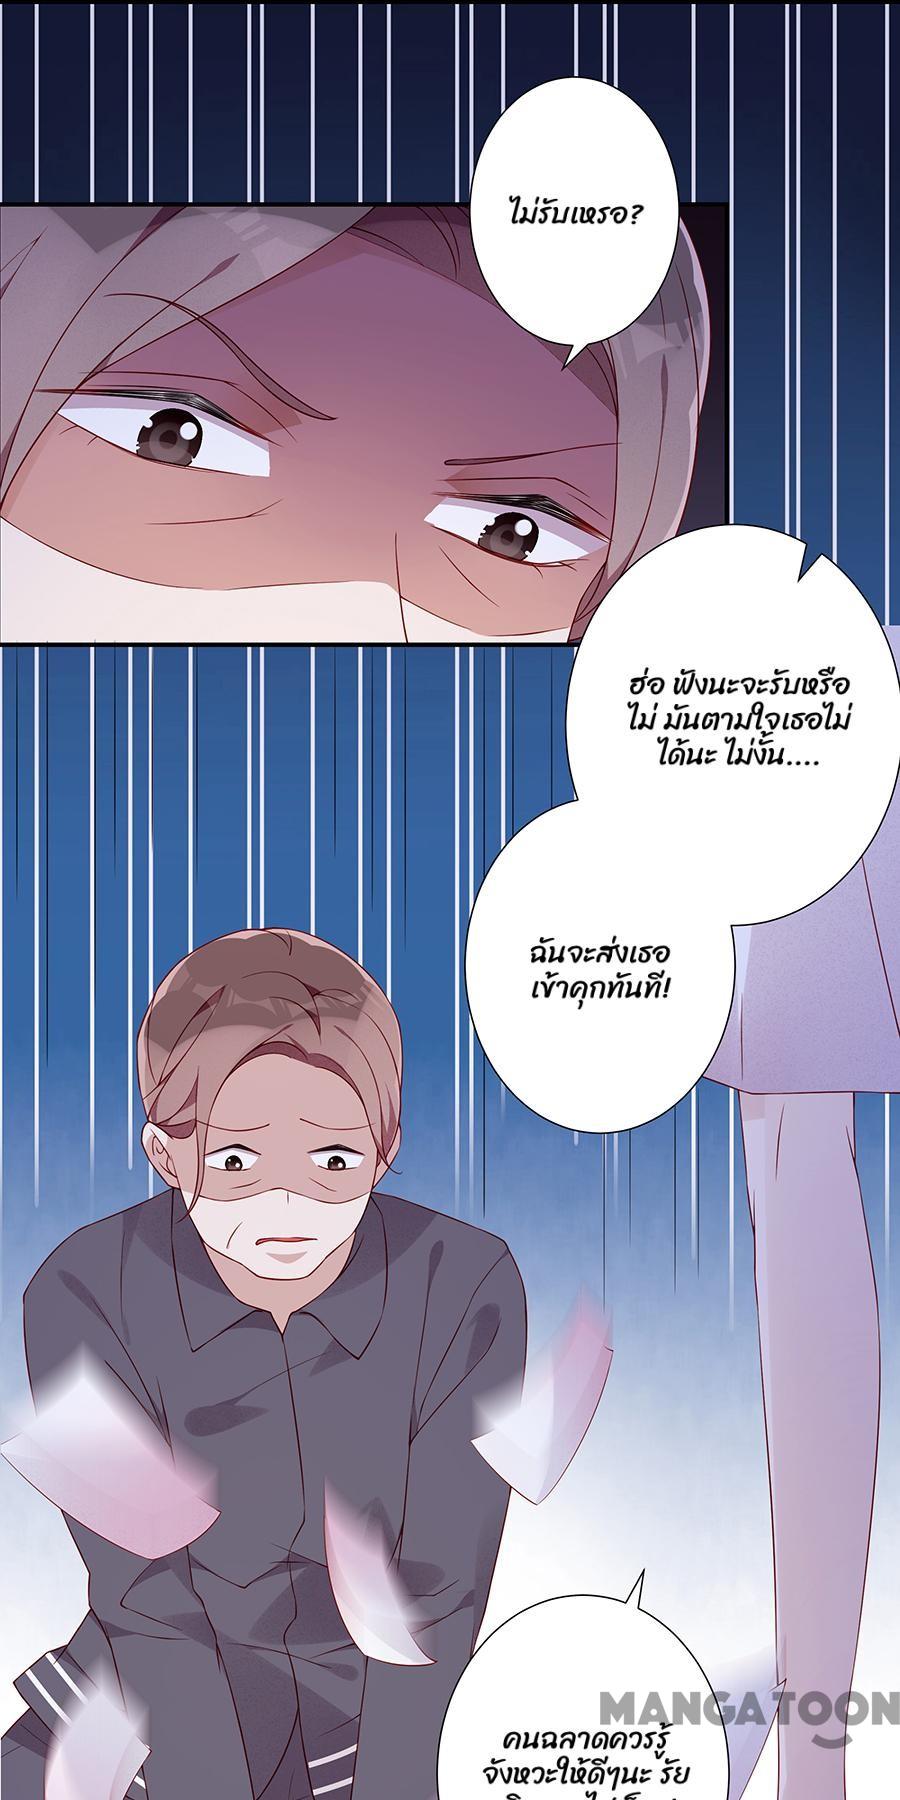 ไม่รับเหรอ?
ฮ่อ ฟังนะจะรับหรือ
ไม่ มันตามใจเธอไม่
ได้นะ ไม่งั้น....
ฉันจะส่งเธอ
เข้าคุกทันที!
MANGATOON
คนฉลาดควรรู้
จังหวะให้ดีๆนะ รัย